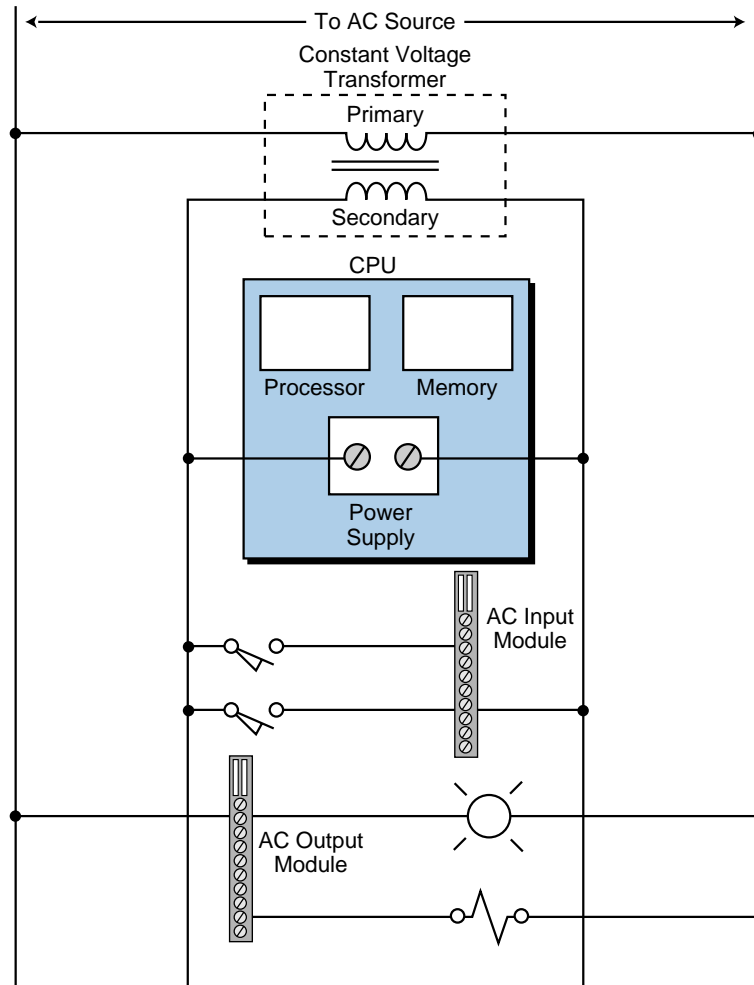 To AC Source
Constant Voltage
Transformer
Primary
Secondary
CPU
Processor
Memory
Power
Supply
AC Input
Module
AC Output
Module